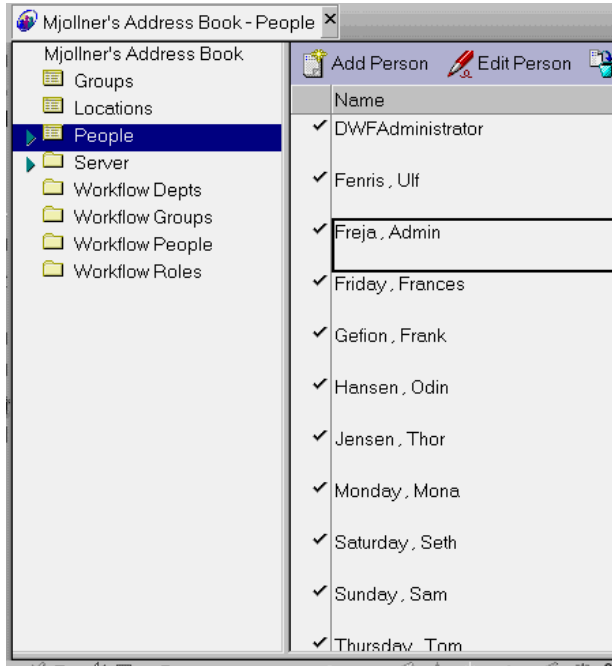 Mjollner's Address Book - People
Mjollner's Address Book
Groups
Locations
People
Server
Workflow Depts
Workflow Groups
Workflow People
Workflow Roles
Add Person Edit Person
Name
DWFAdministrator
Fenris , Ulf
Freja , Admin
Friday , Frances
Gefion , Frank
Hansen , Odin
Jensen , Thor
Monday , Mona
Saturday , Seth
Sunday , Sam
Thursday, Tom